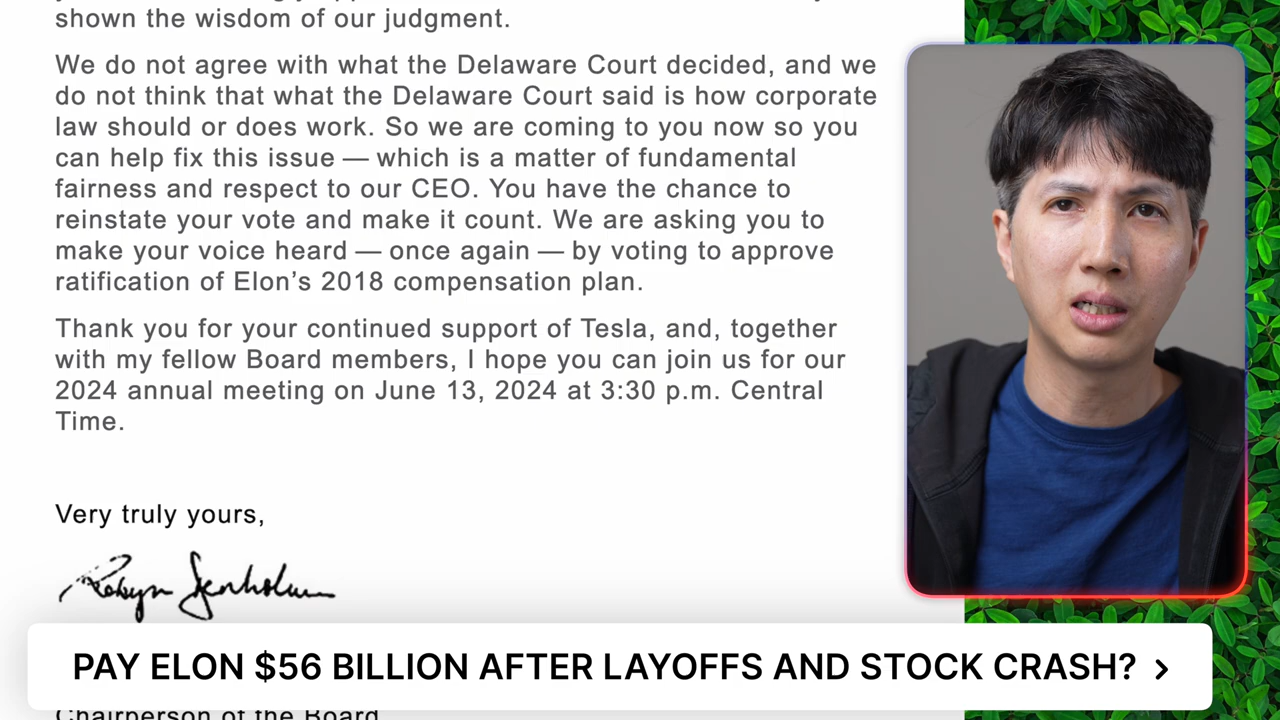 shown the wisdom of our judgment.
We do not agree with what the Delaware Court decided, and we
do not think that what the Delaware Court said is how corporate
law should or does work. So we are coming to you now so you
can help fix this issue — which is a matter of fundamental
fairness and respect to our CEO. You have the chance to
reinstate your vote and make it count. We are asking you to
make your voice heard — once again — by voting to approve
ratification of Elon’s 2018 compensation plan.
Thank you for your continued support of Tesla, and, together
with my fellow Board members, I hope you can join us for our
2024 annual meeting on June 13, 2024 at 3:30 p.m. Central
Time.
Very truly yours,
Robyn Denholm
PAY ELON $56 BILLION AFTER LAYOFFS AND STOCK CRASH? ›
Chairperson of the Board